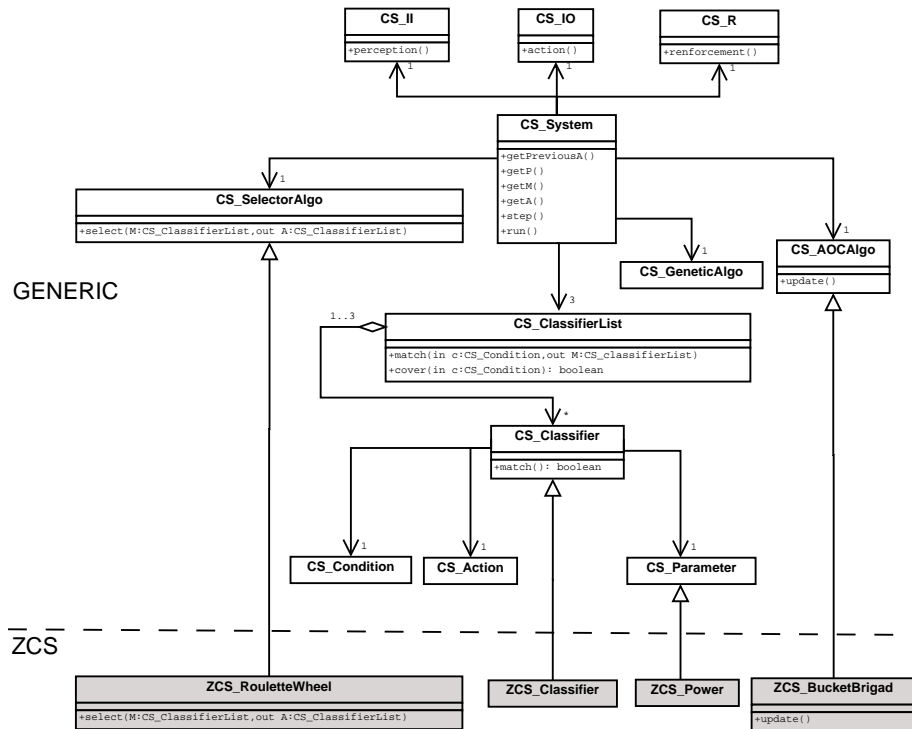 CS_II
+perception()
1
CS_IO
+action()
1
CS_R
+renforcement()
1
CS_System
+getPreviousA()
+getP()
+getM()
+getA()
+step()
+run()
1
CS_SelectorAlgo
+select(M:CS_ClassifierList,out A:CS_ClassifierList)
1
CS_GeneticAlgo
1
CS_AOCAlgo
+update()
GENERIC
3
1..3
CS_ClassifierList
+match(in c:CS_Condition,out M:CS_classifierList)
+cover(in c:CS_Condition): boolean
*
CS_Classifier
+match(): boolean
1
CS_Condition
1
CS_Action
1
CS_Parameter
ZCS
ZCS_RouletteWheel
+select(M:CS_ClassifierList,out A:CS_ClassifierList)
ZCS_Classifier
ZCS_Power
ZCS_BucketBrigad
+update()